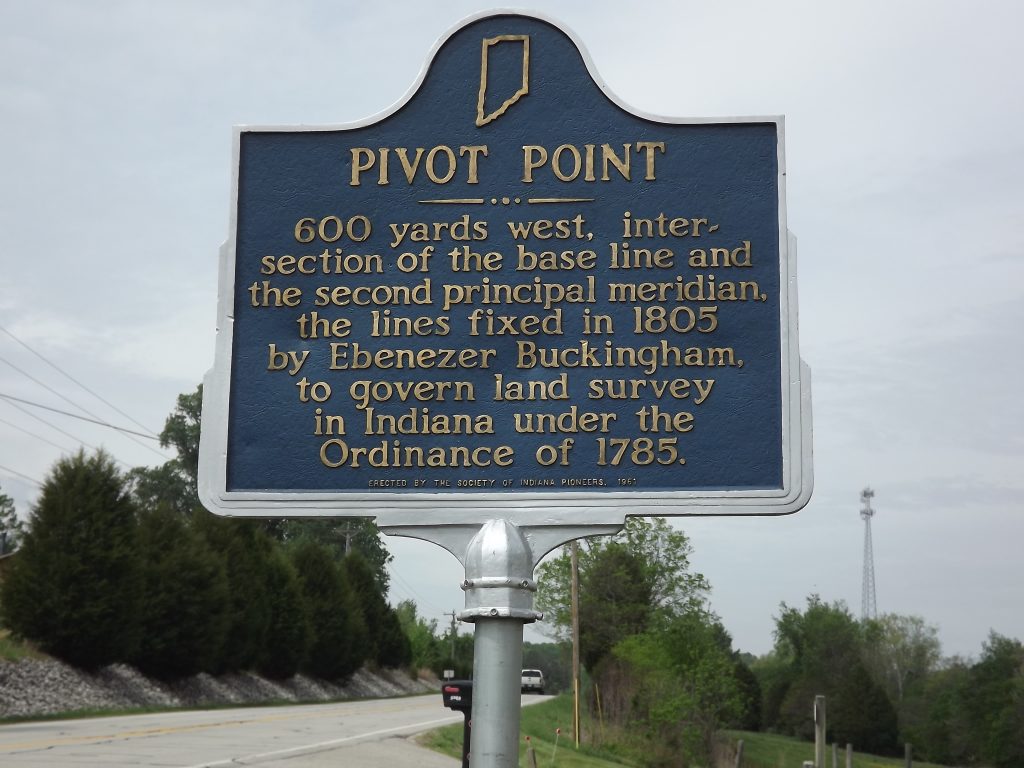 PIVOT POINT
600 yards west, inter-
section of the base line and
the second principal meridian,
the lines fixed in 1805
by Ebenezer Buckingham,
to govern land survey
in Indiana under the
Ordinance of 1785.
ERECTED BY THE SOCIETY OF INDIANA PIONEERS, 1961